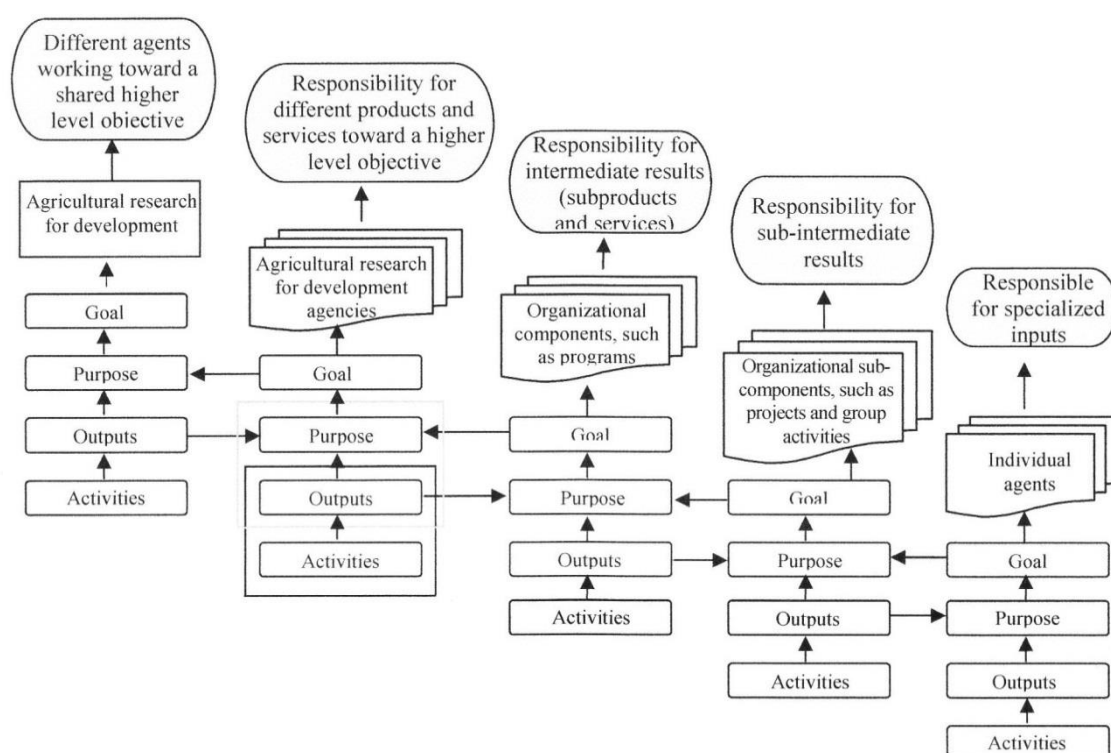 Different agents
working toward a
shared higher
level obiective
Agricultural research
for development
Goal
Purpose
Outputs
Activities
Responsibility for
different products and
services toward a higher
level objective
Agricultural research
for development
agencies
Goal
Purpose
Outputs
Activities
Responsibility for
intermediate results
(subproducts
and services)
Organizational
components, such
as programs
Goal
Purpose
Outputs
Activities
Responsibility for
sub-intermediate
results
Organizational sub-
components, such as
projects and group
activities
Goal
Purpose
Outputs
Activities
Responsible
for specialized
inputs
Individual
agents
Goal
Purpose
Outputs
Activities